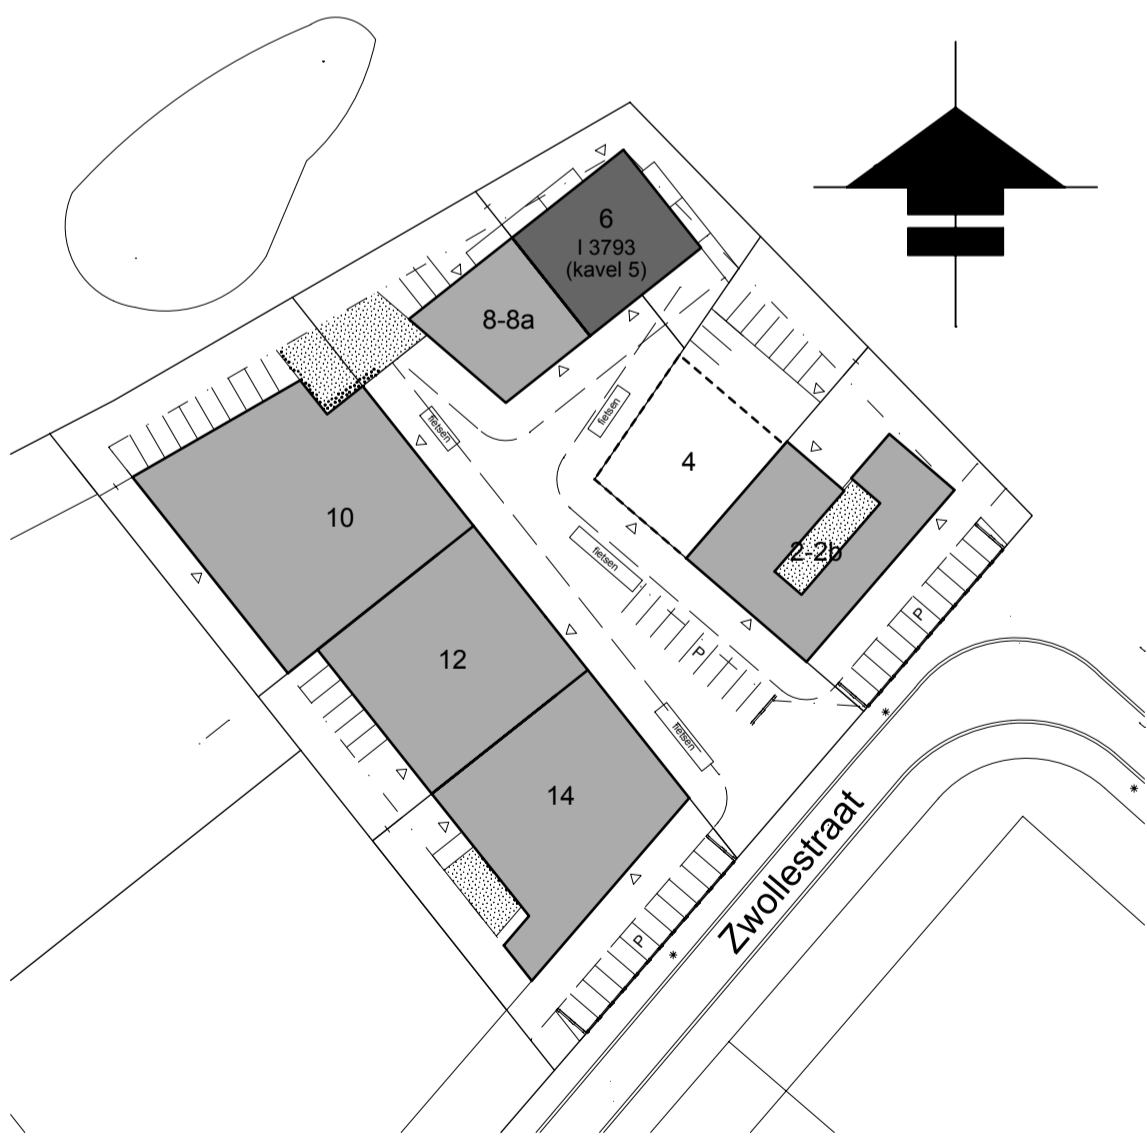 6
I 3793
(kavel 5)
8-8a
fietsen
fietsen
4
10
2-2b
fietsen
P
12
P
fietsen
14
Zwollestraat
P